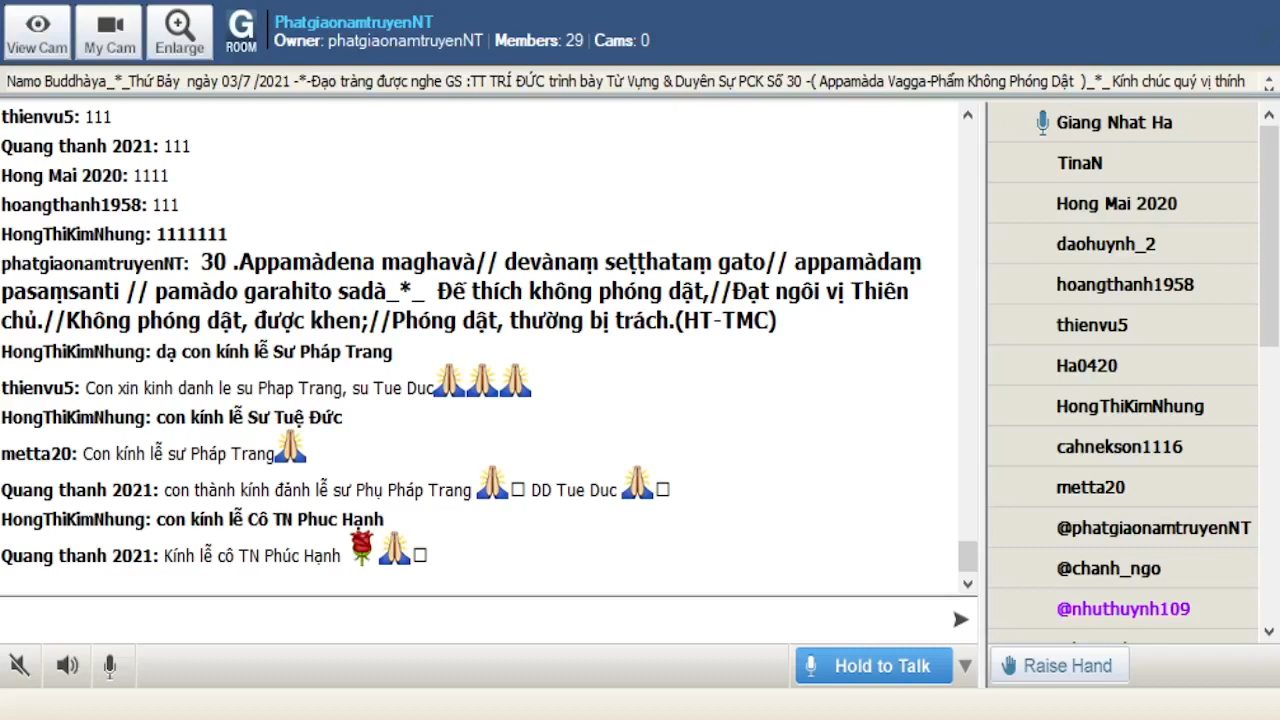 View Cam
My Cam
Enlarge
G
ROOM
PhatgiaonamtruyenNT
Owner: phatgiaonamtruyenNT | Members: 29 | Cams: 0
Namo Buddhàya_*_Thứ Bảy ngày 03/7 /2021 -*-Đạo tràng được nghe GS :TT TRÍ ĐỨC trình bày Từ Vựng & Duyên Sự PCK Số 30 -( Appamàda Vagga-Phẩm Không Phóng Dật )_*_ Kính chúc quý vị thính
thienvu5: 111
Quang thanh 2021: 111
Hong Mai 2020: 1111
hoangthanh1958: 111
HongThiKimNhung: 1111111
phatgiaonamtruyenNT: 30 .Appamàdena maghavà// devànaṃ seṭṭhataṃ gato// appamàdaṃ
pasaṃsanti // pamàdo garahito sadà_*_ Đế thích không phóng dật,//Đạt ngôi vị Thiên
chủ.//Không phóng dật, được khen;//Phóng dật, thường bị trách.(HT-TMC)
HongThiKimNhung: dạ con kính lễ Sư Pháp Trang
thienvu5: Con xin kinh danh le su Phap Trang, su Tue Duc🙏🙏🙏
HongThiKimNhung: con kính lễ Sư Tuệ Đức
metta20: Con kính lễ sư Pháp Trang🙏
Quang thanh 2021: con thành kính đãnh lễ sư Phụ Pháp Trang 🙏□ DD Tue Duc 🙏□
HongThiKimNhung: con kính lễ Cô TN Phuc Hạnh
Quang thanh 2021: Kính lễ cô TN Phúc Hạnh 🌹🙏□
Hold to Talk
Giang Nhat Ha
TinaN
Hong Mai 2020
daohuynh_2
hoangthanh1958
thienvu5
Ha0420
HongThiKimNhung
cahnekson1116
metta20
@phatgiaonamtruyenNT
@chanh_ngo
@nhuthuynh109
Raise Hand